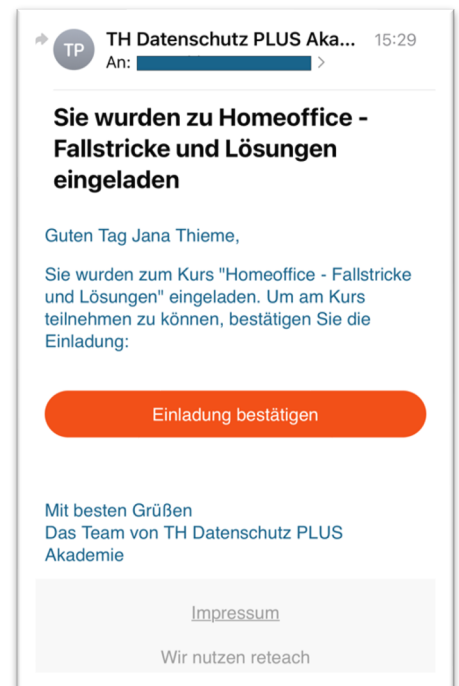 TP
TH Datenschutz PLUS Aka... 15:29
An:
Sie wurden zu Homeoffice -
Fallstricke und Lösungen
eingeladen
Guten Tag Jana Thieme,
Sie wurden zum Kurs "Homeoffice - Fallstricke
und Lösungen" eingeladen. Um am Kurs
teilnehmen zu können, bestätigen Sie die
Einladung:
Einladung bestätigen
Mit besten Grüßen
Das Team von TH Datenschutz PLUS
Akademie
Impressum
Wir nutzen reteach